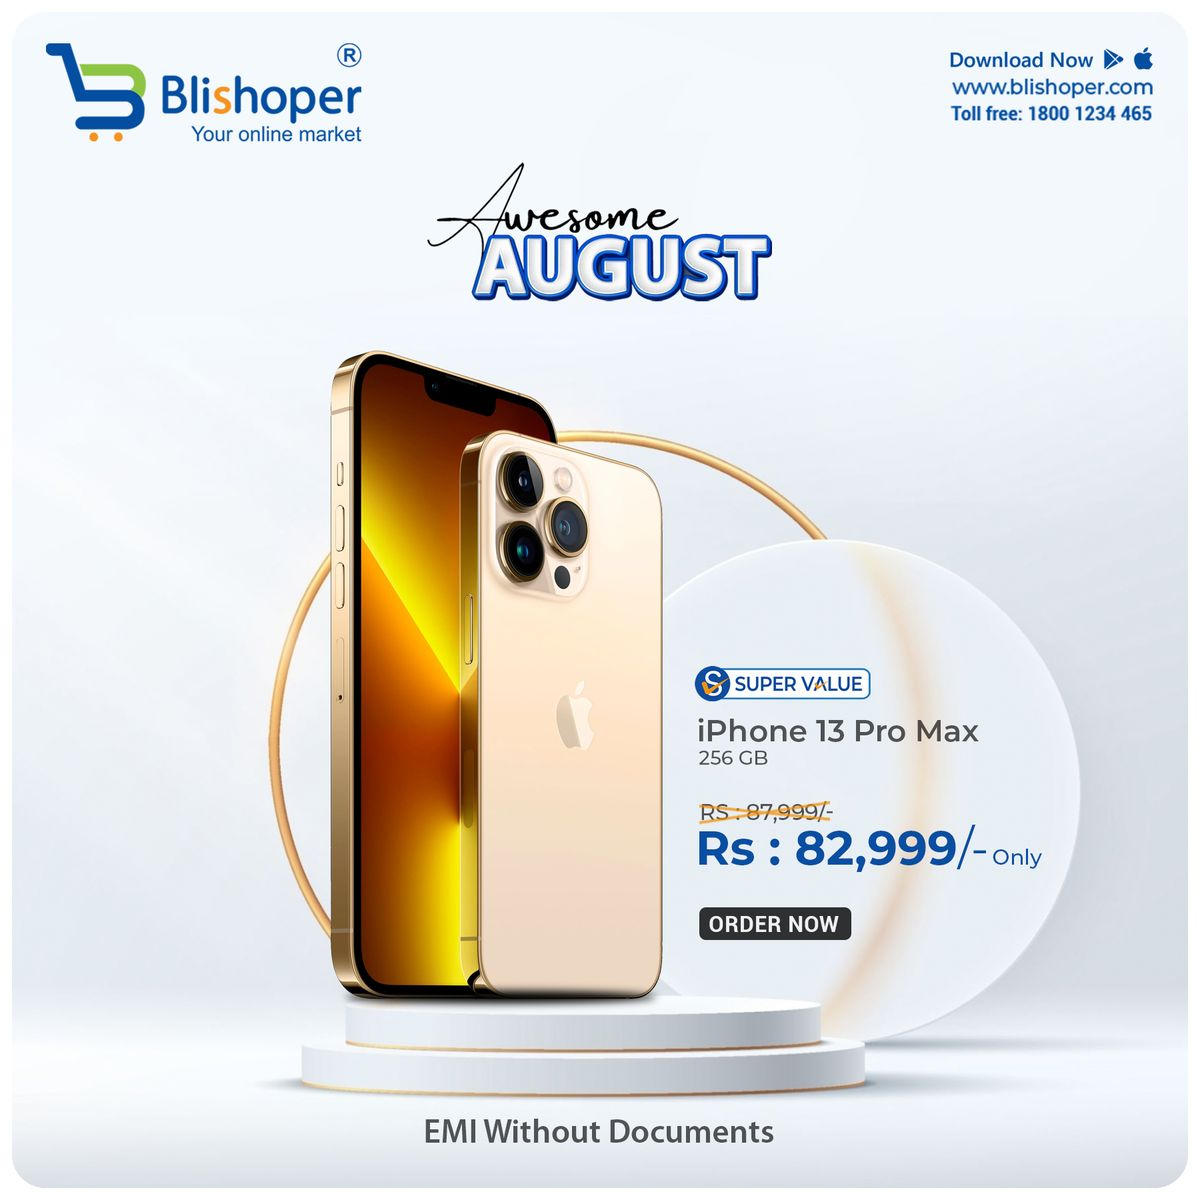 Blishoper ®
Your online market
Download Now
www.blishoper.com
Toll free: 1800 1234 465
Awesome
AUGUST
S SUPER VALUE
iPhone 13 Pro Max
256 GB
RS : 87,999/-
Rs : 82,999/- Only
ORDER NOW
EMI Without Documents